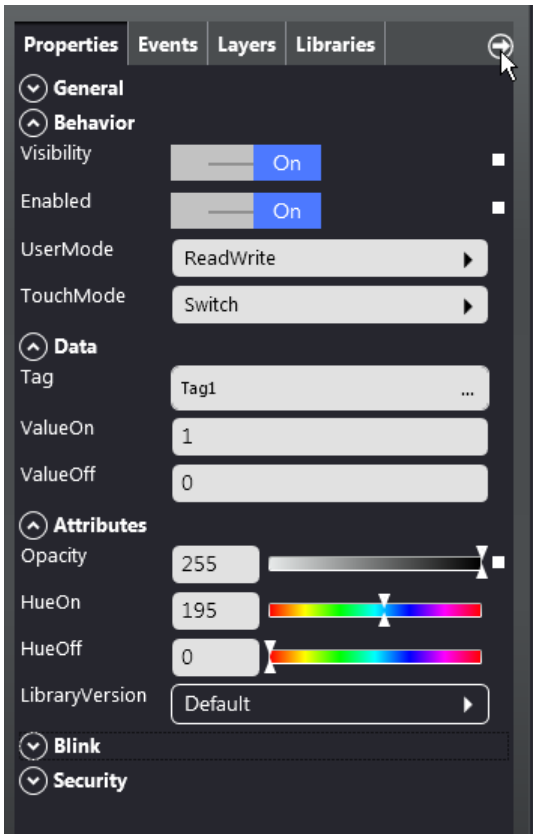 Properties Events Layers Libraries
General
Behavior
Visibility On
Enabled On
UserMode ReadWrite
TouchMode Switch
Data
Tag Tag1 ...
ValueOn 1
ValueOff 0
Attributes
Opacity 255
HueOn 195
HueOff 0
LibraryVersion Default
Blink
Security